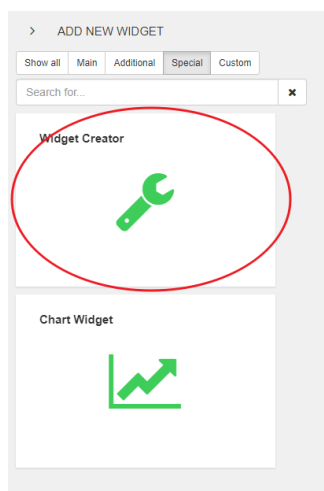 ADD NEW WIDGET
Show all Main Additional Special Custom
Search for...
Widget Creator
Chart Widget